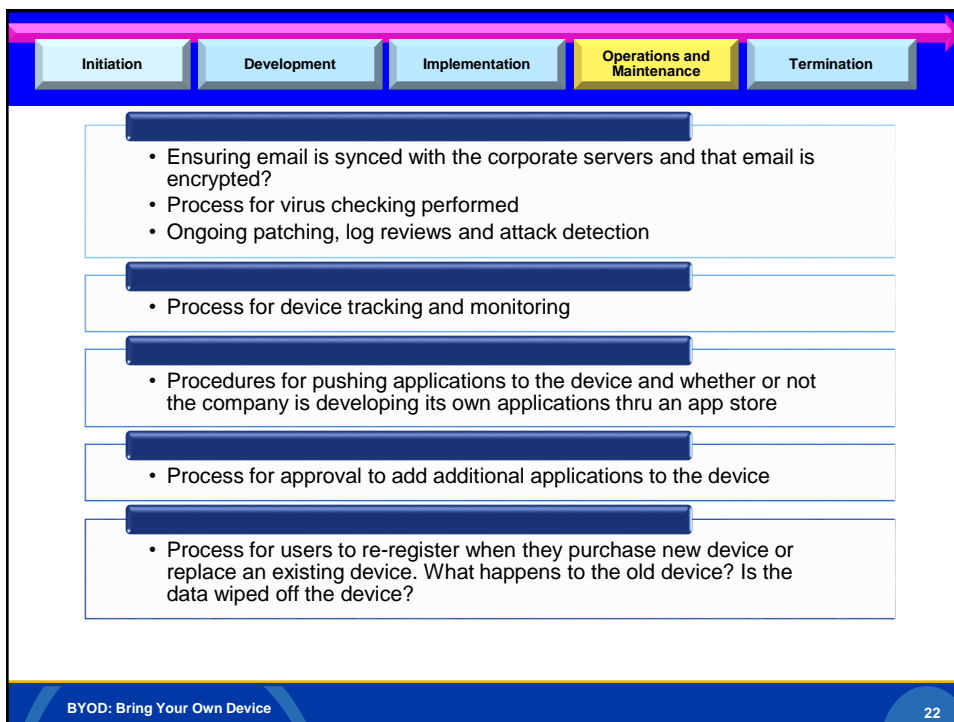 Initiation
Development
Implementation
Operations and
Maintenance
Termination
• Ensuring email is synced with the corporate servers and that email is
encrypted?
• Process for virus checking performed
• Ongoing patching, log reviews and attack detection
• Process for device tracking and monitoring
• Procedures for pushing applications to the device and whether or not
the company is developing its own applications thru an app store
• Process for approval to add additional applications to the device
• Process for users to re-register when they purchase new device or
replace an existing device. What happens to the old device? Is the
data wiped off the device?
BYOD: Bring Your Own Device
22